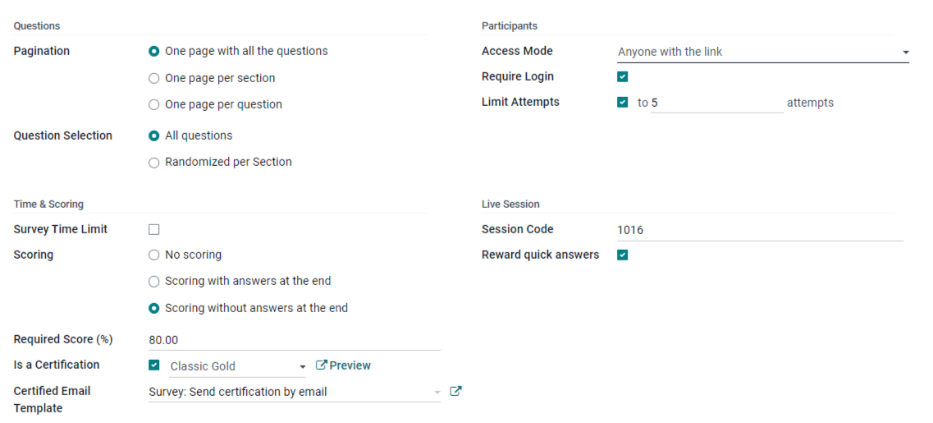 Questions
Pagination
One page with all the questions
One page per section
One page per question
Question Selection
All questions
Randomized per Section
Participants
Access Mode
Anyone with the link
Require Login
Limit Attempts
to 5 attempts
Time & Scoring
Survey Time Limit
Scoring
No scoring
Scoring with answers at the end
Scoring without answers at the end
Required Score (%)
80.00
Is a Certification
Classic Gold
Preview
Certified Email
Template
Survey: Send certification by email
Live Session
Session Code
1016
Reward quick answers